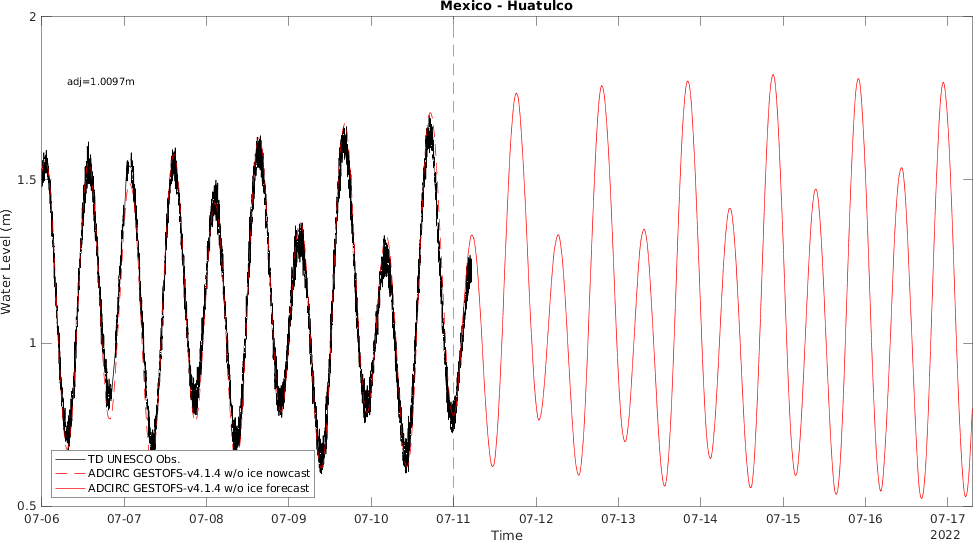 Mexico - Huatulco
2
adj=1.0097m
1.5
Water Level (m)
1
TD UNESCO Obs.
ADCIRC GESTOFS-v4.1.4 w/o ice nowcast
ADCIRC GESTOFS-v4.1.4 w/o ice forecast
0.5
07-06 07-07 07-08 07-09 07-10 07-11 07-12 07-13 07-14 07-15 07-16 07-17
Time
2022